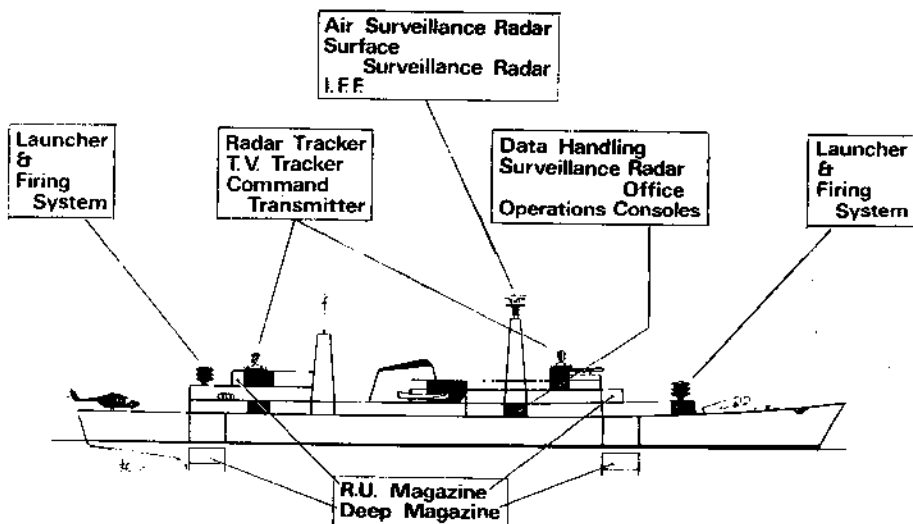 Air Surveillance Radar
Surface
Surveillance Radar
I.F.F.
Launcher
&
Firing
System
Radar Tracker
T.V. Tracker
Command
Transmitter
Data Handling
Surveillance Radar
Office
Operations Consoles
Launcher
&
Firing
System
R.U. Magazine
Deep Magazine